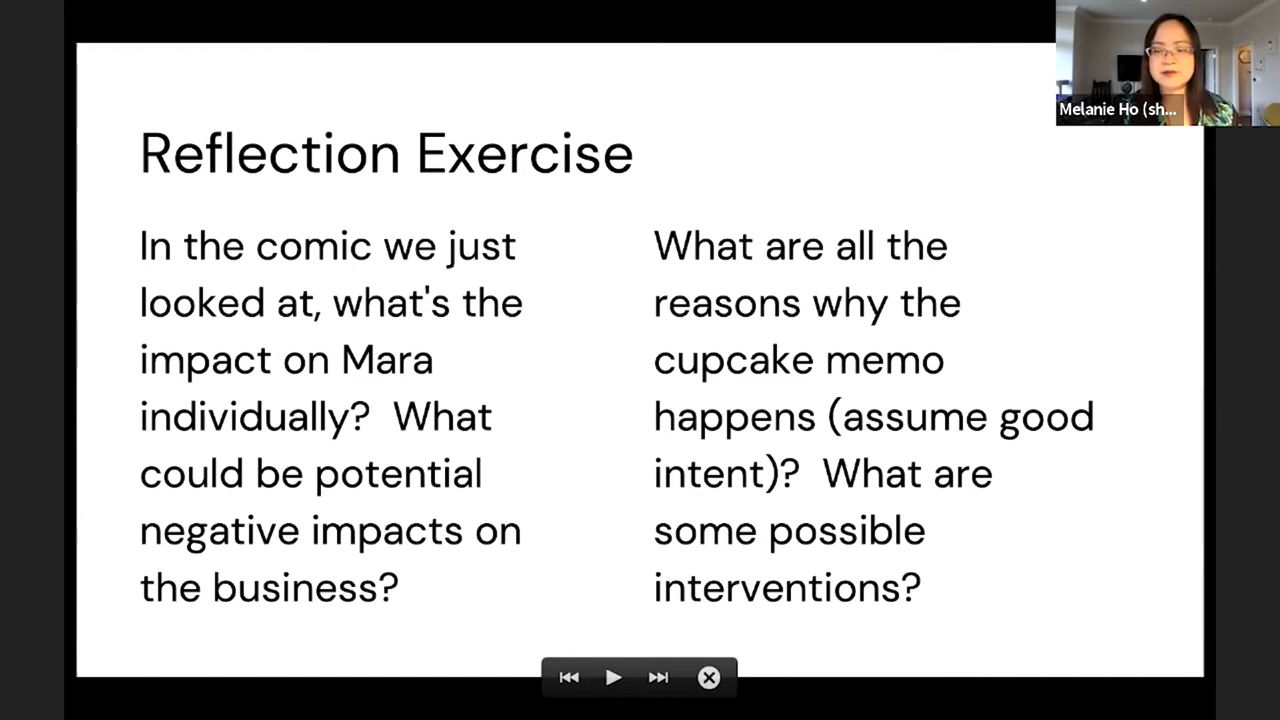 Melanie Ho (sh...
Reflection Exercise
In the comic we just
looked at, what's the
impact on Mara
individually?  What
could be potential
negative impacts on
the business?
What are all the
reasons why the
cupcake memo
happens (assume good
intent)?  What are
some possible
interventions?